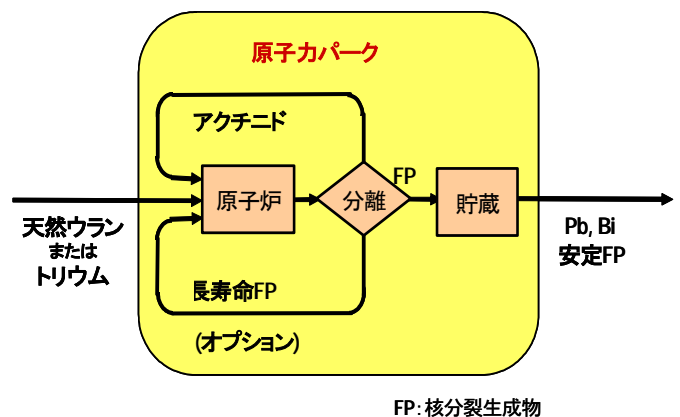 原子力パーク
アクチニド
原子炉
分離
FP
貯蔵
天然ウラン
または
トリウム
Pb, Bi
安定FP
長寿命FP
(オプション)
FP: 核分裂生成物